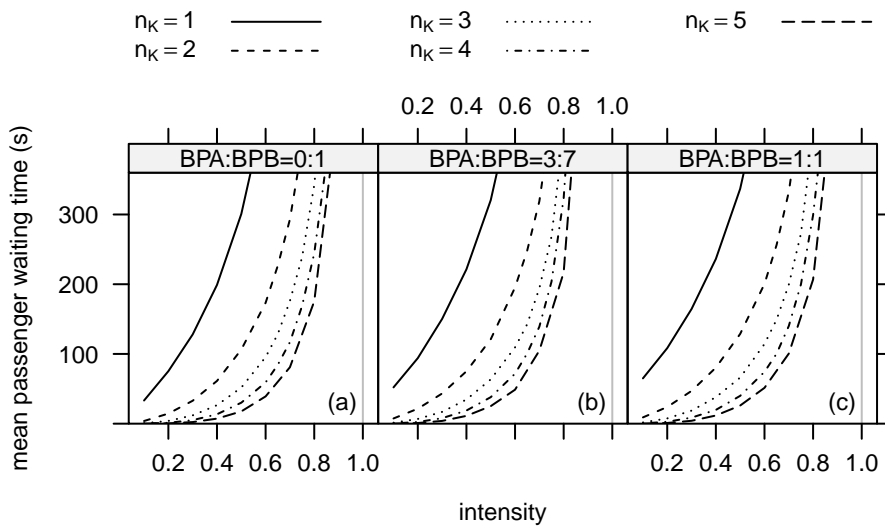 n_K = 1 n_K = 3 n_K = 5
n_K = 2 n_K = 4
0.2 0.4 0.6 0.8 1.0
BPA:BPB=0:1 BPA:BPB=3:7 BPA:BPB=1:1
mean passenger waiting time (s)
300
200
100
(a) (b) (c)
0.2 0.4 0.6 0.8 1.0 0.2 0.4 0.6 0.8 1.0
intensity